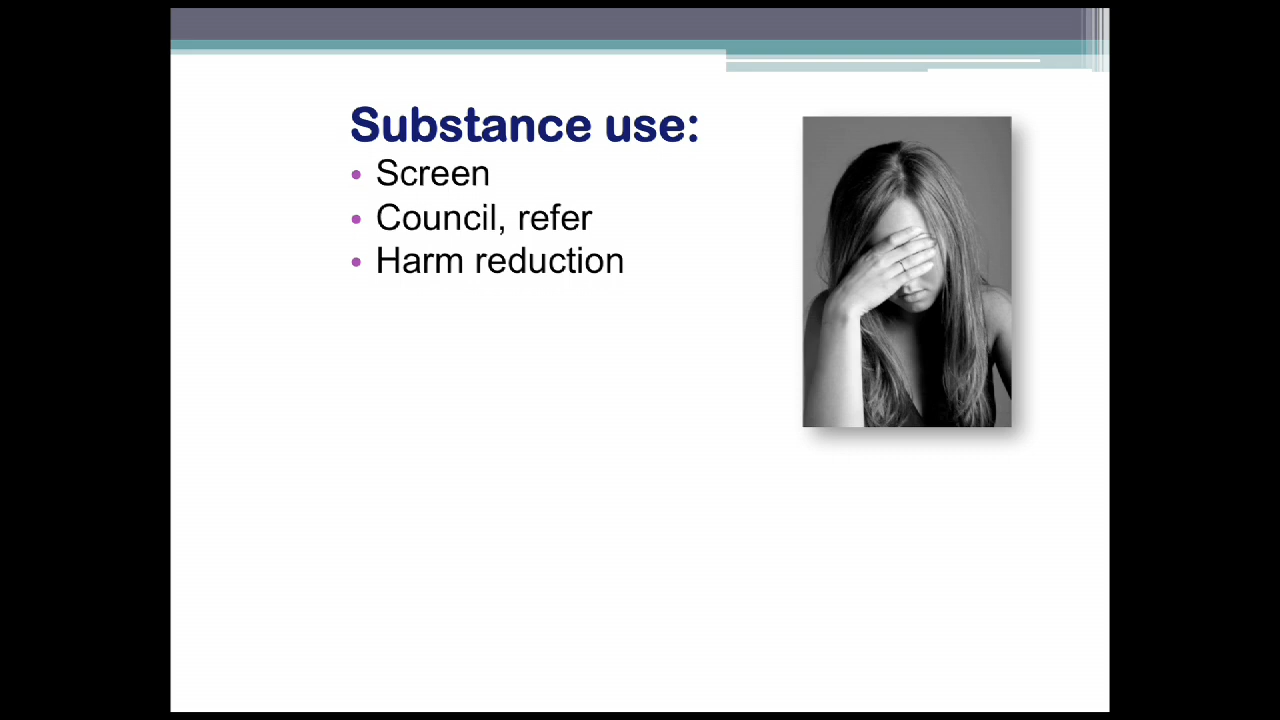 Substance use:
• Screen
• Council, refer
• Harm reduction